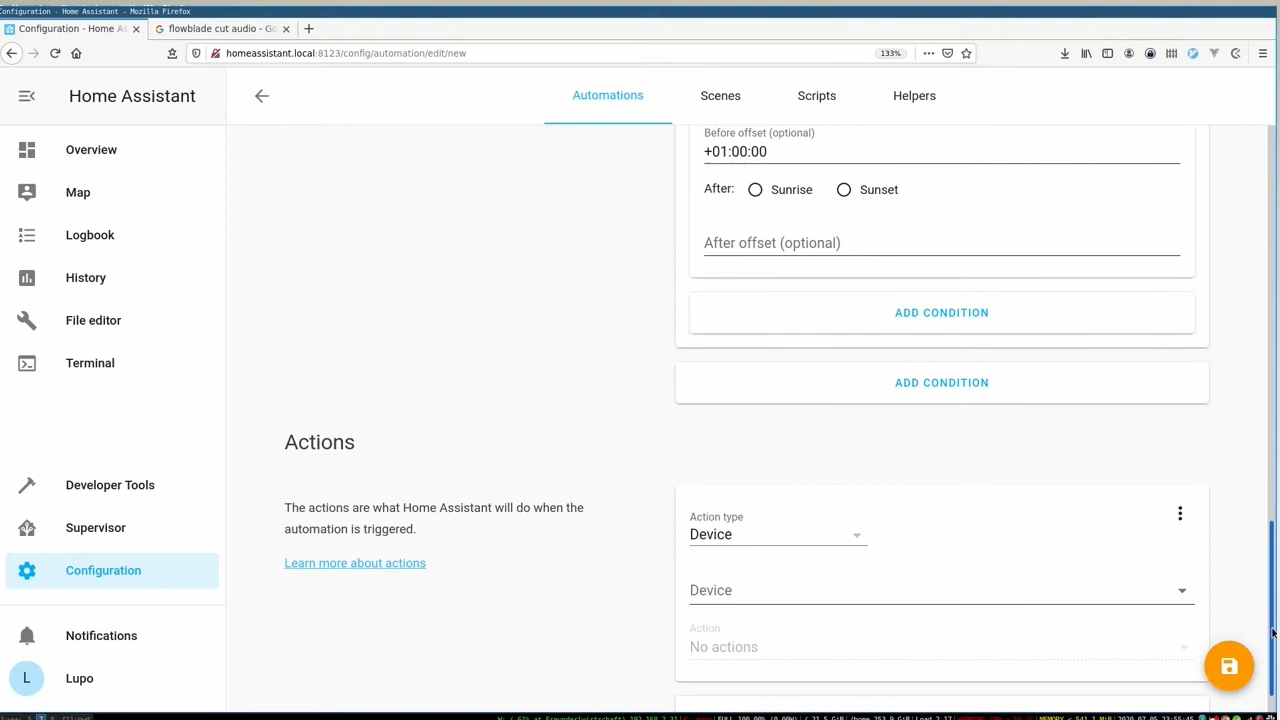 Configuration - Home Assistant - Mozilla Firefox
Configuration - Home As
flowblade cut audio - Go
homeassistant.local:8123/config/automation/edit/new
133%
Home Assistant
Automations
Scenes
Scripts
Helpers
Overview
Map
Logbook
History
File editor
Terminal
Developer Tools
Supervisor
Configuration
Notifications
L
Lupo
Before offset (optional)
+01:00:00
After:
Sunrise
Sunset
After offset (optional)
ADD CONDITION
ADD CONDITION
Actions
The actions are what Home Assistant will do when the
automation is triggered.
Learn more about actions
Action type
Device
Device
Action
No actions